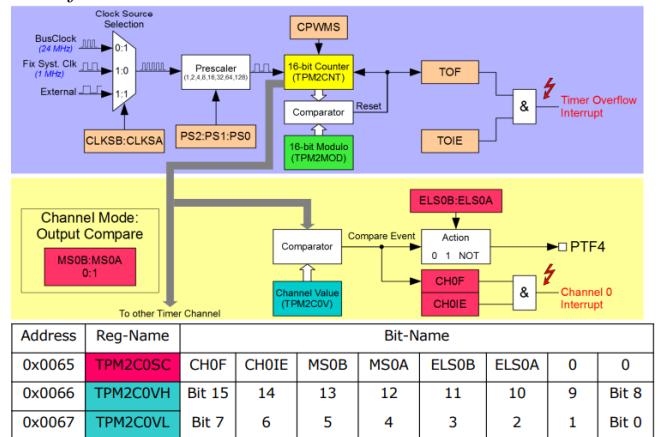 Clock Source
Selection
CPWMS
BusClock
(24 MHz)
0:1
Fix Syst. Clk
(1 MHz)
1:0
External
1:1
Prescaler
(1,2,4,8,16,32,64,128)
16-bit Counter
(TPM2CNT)
TOF
Reset
Comparator
&
Timer Overflow
Interrupt
CLKSB:CLKSA
PS2:PS1:PS0
16-bit Modulo
(TPM2MOD)
TOIE
ELS0B:ELS0A
Channel Mode:
Output Compare
MS0B:MS0A
0:1
Comparator
Compare Event
Action
0 1 NOT
PTF4
Channel Value
(TPM2C0V)
CH0F
CH0IE
&
Channel 0
Interrupt
To other Timer Channel
Address Reg-Name Bit-Name
0x0065 TPM2C0SC CH0F CH0IE MS0B MS0A ELS0B ELS0A 0 0
0x0066 TPM2C0VH Bit 15 14 13 12 11 10 9 Bit 8
0x0067 TPM2C0VL Bit 7 6 5 4 3 2 1 Bit 0